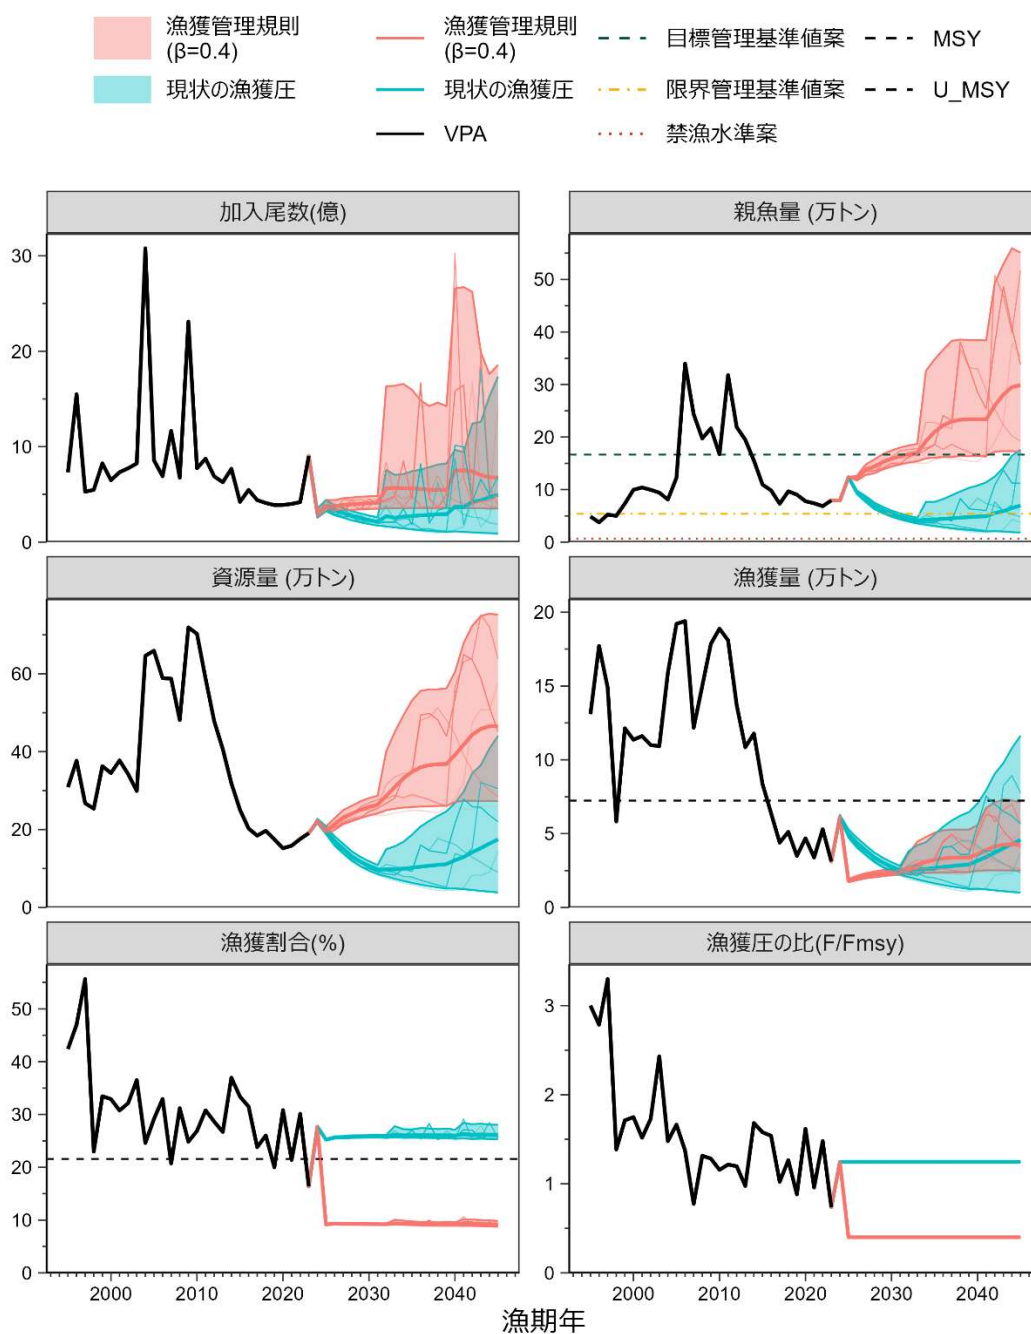 漁獲管理規則
(β=0.4)
漁獲管理規則
(β=0.4)
目標管理基準値案
MSY
現状の漁獲圧
現状の漁獲圧
限界管理基準値案
U_MSY
VPA
禁漁水準案
加入尾数(億)
親魚量 (万トン)
30
20
10
0
50
40
30
20
10
0
資源量 (万トン)
漁獲量 (万トン)
60
40
20
0
20
15
10
5
0
漁獲割合(%)
漁獲圧の比(F/Fmsy)
50
40
30
20
10
0
3
2
1
0
2000
2010
2020
2030
2040
2000
2010
2020
2030
2040
漁期年